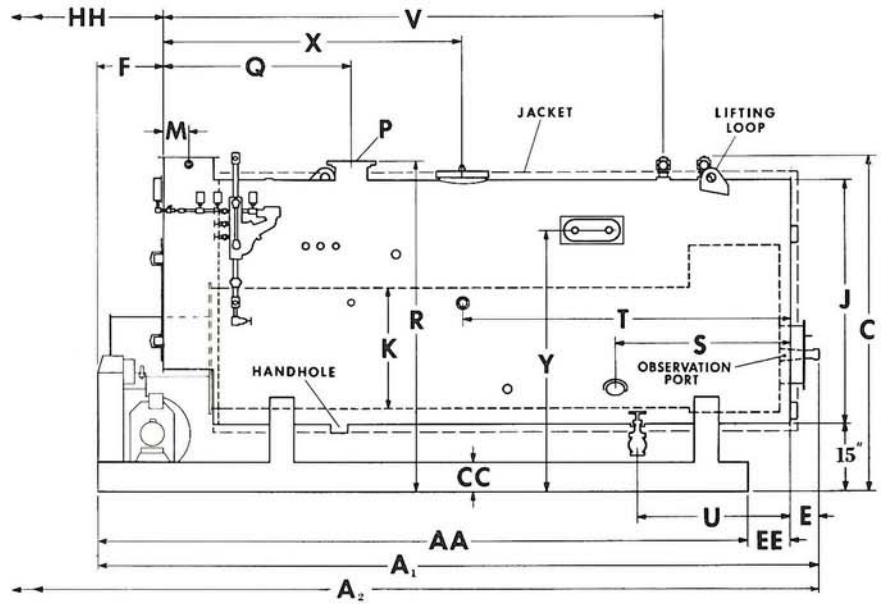 HH
V
X
F
Q
M
P
JACKET
LIFTING
LOOP
J
C
R
T
K
Y
S
OBSERVATION
PORT
HANDHOLE
15"
CC
U
E
AA
EE
A₁
A₂